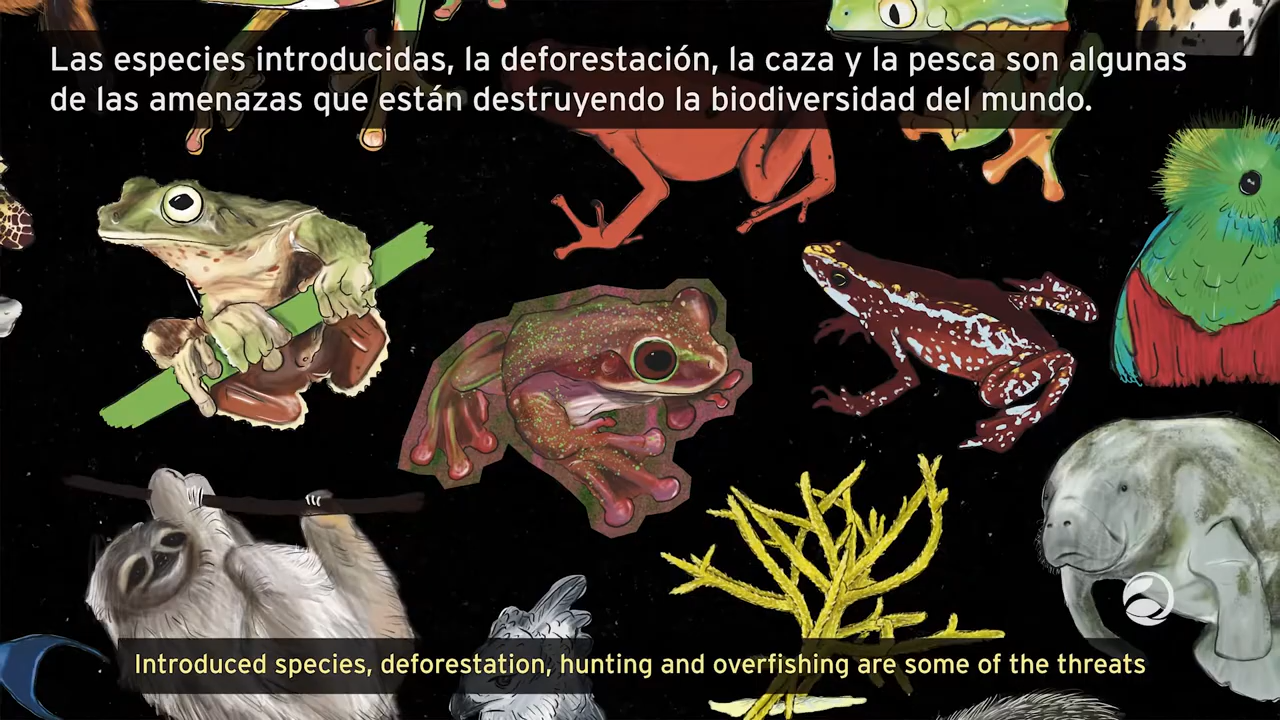 Las especies introducidas, la deforestación, la caza y la pesca son algunas
de las amenazas que están destruyendo la biodiversidad del mundo.
Introduced species, deforestation, hunting and overfishing are some of the threats